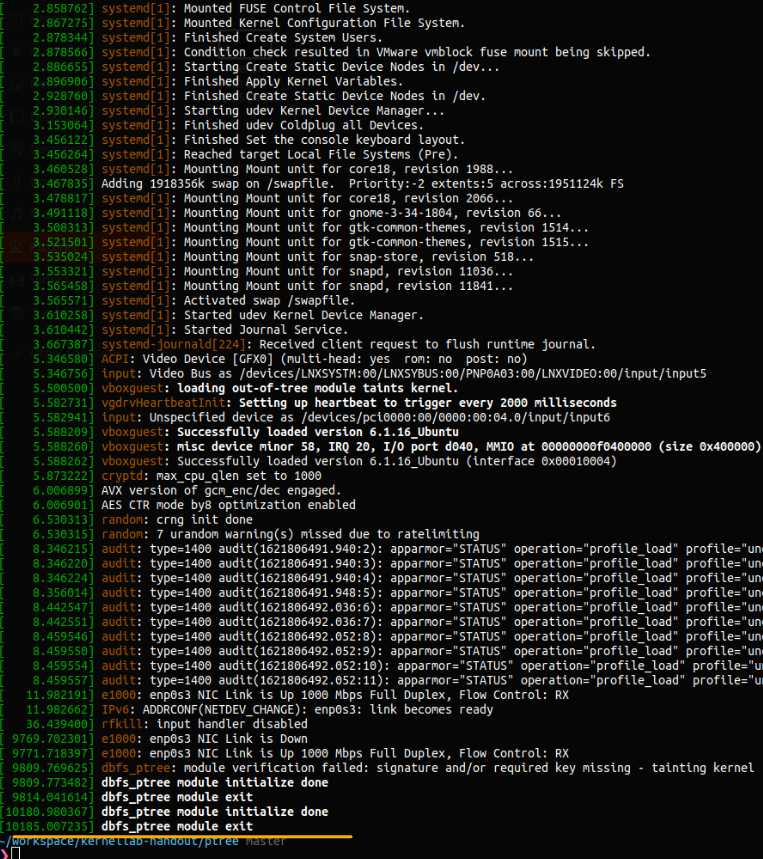 [    2.858762] systemd[1]: Mounted FUSE Control File System.
[    2.867275] systemd[1]: Mounted Kernel Configuration File System.
[    2.878344] systemd[1]: Finished Create System Users.
[    2.878566] systemd[1]: Condition check resulted in VMware vmblock fuse mount being skipped.
[    2.886655] systemd[1]: Starting Create Static Device Nodes in /dev...
[    2.896906] systemd[1]: Finished Apply Kernel Variables.
[    2.928760] systemd[1]: Finished Create Static Device Nodes in /dev.
[    2.930146] systemd[1]: Starting udev Kernel Device Manager...
[    3.153064] systemd[1]: Finished udev Coldplug all Devices.
[    3.456122] systemd[1]: Finished Set the console keyboard layout.
[    3.456264] systemd[1]: Reached target Local File Systems (Pre).
[    3.460528] systemd[1]: Mounting Mount unit for core18, revision 1988...
[    3.467835] Adding 1918356k swap on /swapfile.  Priority:-2 extents:5 across:1951124k FS
[    3.478817] systemd[1]: Mounting Mount unit for core18, revision 2066...
[    3.491118] systemd[1]: Mounting Mount unit for gnome-3-34-1804, revision 66...
[    3.508313] systemd[1]: Mounting Mount unit for gtk-common-themes, revision 1514...
[    3.521501] systemd[1]: Mounting Mount unit for gtk-common-themes, revision 1515...
[    3.535024] systemd[1]: Mounting Mount unit for snap-store, revision 518...
[    3.553321] systemd[1]: Mounting Mount unit for snapd, revision 11036...
[    3.565458] systemd[1]: Mounting Mount unit for snapd, revision 11841...
[    3.565571] systemd[1]: Activated swap /swapfile.
[    3.610258] systemd[1]: Started udev Kernel Device Manager.
[    3.610442] systemd[1]: Started Journal Service.
[    3.667387] systemd-journald[224]: Received client request to flush runtime journal.
[    5.346580] ACPI: Video Device [GFX0] (multi-head: yes  rom: no  post: no)
[    5.346756] input: Video Bus as /devices/LNXSYSTM:00/LNXSYBUS:00/PNP0A03:00/LNXVIDEO:00/input/input5
[    5.500500] vboxguest: loading out-of-tree module taints kernel.
[    5.582731] vgdrvHeartbeatInit: Setting up heartbeat to trigger every 2000 milliseconds
[    5.582941] input: Unspecified device as /devices/pci0000:00/0000:00:04.0/input/input6
[    5.588209] vboxguest: Successfully loaded version 6.1.16_Ubuntu
[    5.588260] vboxguest: misc device minor 58, IRQ 20, I/O port d040, MMIO at 00000000f0400000 (size 0x400000)
[    5.588262] vboxguest: Successfully loaded version 6.1.16_Ubuntu (interface 0x00010004)
[    5.873222] cryptd: max_cpu_qlen set to 1000
[    6.006899] AVX version of gcm_enc/dec engaged.
[    6.006901] AES CTR mode by8 optimization enabled
[    6.530313] random: crng init done
[    6.530315] random: 7 urandom warning(s) missed due to ratelimiting
[    8.346215] audit: type=1400 audit(1621806491.940:2): apparmor="STATUS" operation="profile_load" profile="un
[    8.346220] audit: type=1400 audit(1621806491.940:3): apparmor="STATUS" operation="profile_load" profile="un
[    8.346224] audit: type=1400 audit(1621806491.940:4): apparmor="STATUS" operation="profile_load" profile="un
[    8.356014] audit: type=1400 audit(1621806491.948:5): apparmor="STATUS" operation="profile_load" profile="un
[    8.442547] audit: type=1400 audit(1621806492.036:6): apparmor="STATUS" operation="profile_load" profile="un
[    8.442551] audit: type=1400 audit(1621806492.036:7): apparmor="STATUS" operation="profile_load" profile="un
[    8.459546] audit: type=1400 audit(1621806492.052:8): apparmor="STATUS" operation="profile_load" profile="un
[    8.459550] audit: type=1400 audit(1621806492.052:9): apparmor="STATUS" operation="profile_load" profile="un
[    8.459554] audit: type=1400 audit(1621806492.052:10): apparmor="STATUS" operation="profile_load" profile="u
[    8.459557] audit: type=1400 audit(1621806492.052:11): apparmor="STATUS" operation="profile_load" profile="u
[   11.982191] e1000: enp0s3 NIC Link is Up 1000 Mbps Full Duplex, Flow Control: RX
[   11.982662] IPv6: ADDRCONF(NETDEV_CHANGE): enp0s3: link becomes ready
[   36.439400] rfkill: input handler disabled
[ 9769.702301] e1000: enp0s3 NIC Link is Down
[ 9771.718397] e1000: enp0s3 NIC Link is Up 1000 Mbps Full Duplex, Flow Control: RX
[ 9809.769625] dbfs_ptree: module verification failed: signature and/or required key missing - tainting kernel
[ 9809.773482] dbfs_ptree module initialize done
[ 9814.041614] dbfs_ptree module exit
[10180.980367] dbfs_ptree module initialize done
[10185.007235] dbfs_ptree module exit
~/workspace/kernellab-handout/ptree Master
❯